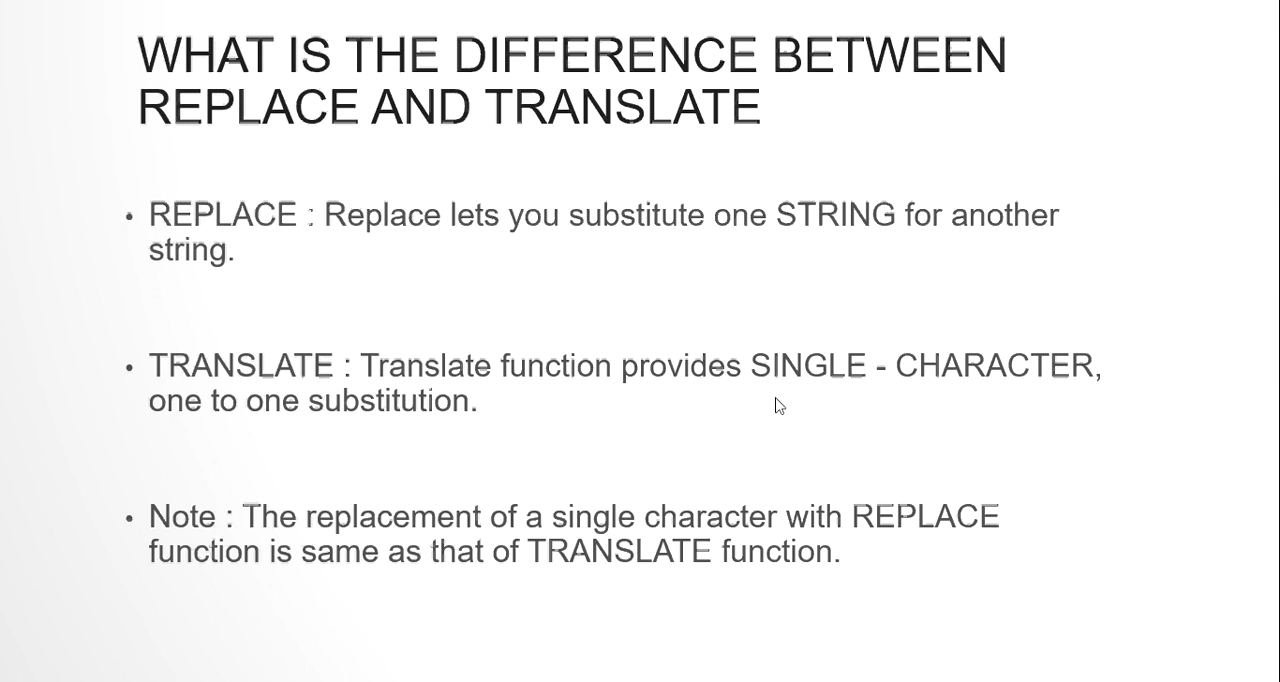 WHAT IS THE DIFFERENCE BETWEEN
REPLACE AND TRANSLATE
• REPLACE : Replace lets you substitute one STRING for another
string.
• TRANSLATE : Translate function provides SINGLE - CHARACTER,
one to one substitution.
• Note : The replacement of a single character with REPLACE
function is same as that of TRANSLATE function.